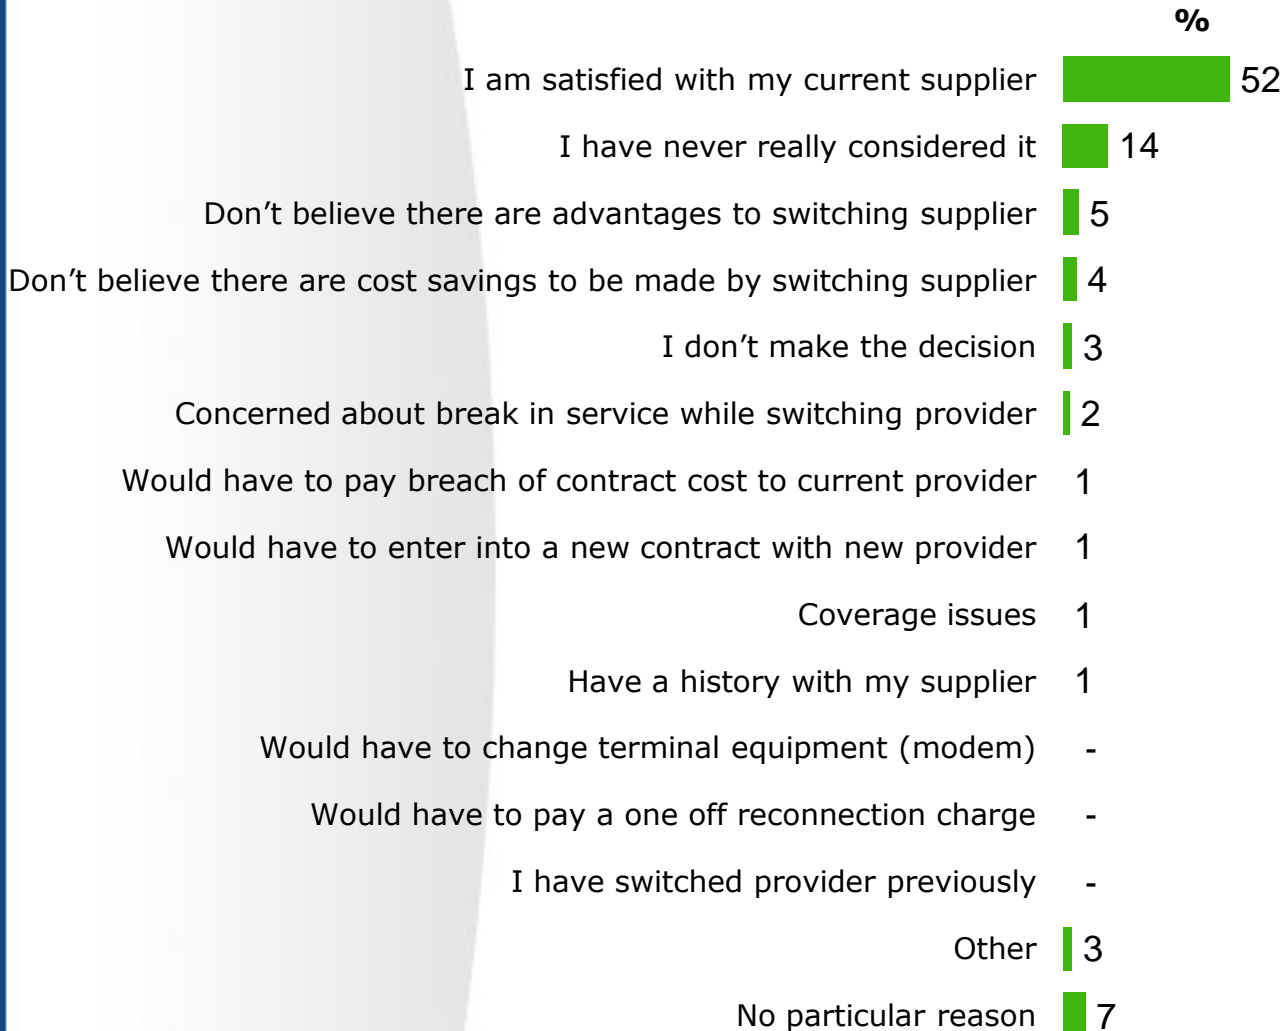 %
I am satisfied with my current supplier 52
I have never really considered it 14
Don’t believe there are advantages to switching supplier 5
Don’t believe there are cost savings to be made by switching supplier 4
I don’t make the decision 3
Concerned about break in service while switching provider 2
Would have to pay breach of contract cost to current provider 1
Would have to enter into a new contract with new provider 1
Coverage issues 1
Have a history with my supplier 1
Would have to change terminal equipment (modem) -
Would have to pay a one off reconnection charge -
I have switched provider previously -
Other 3
No particular reason 7